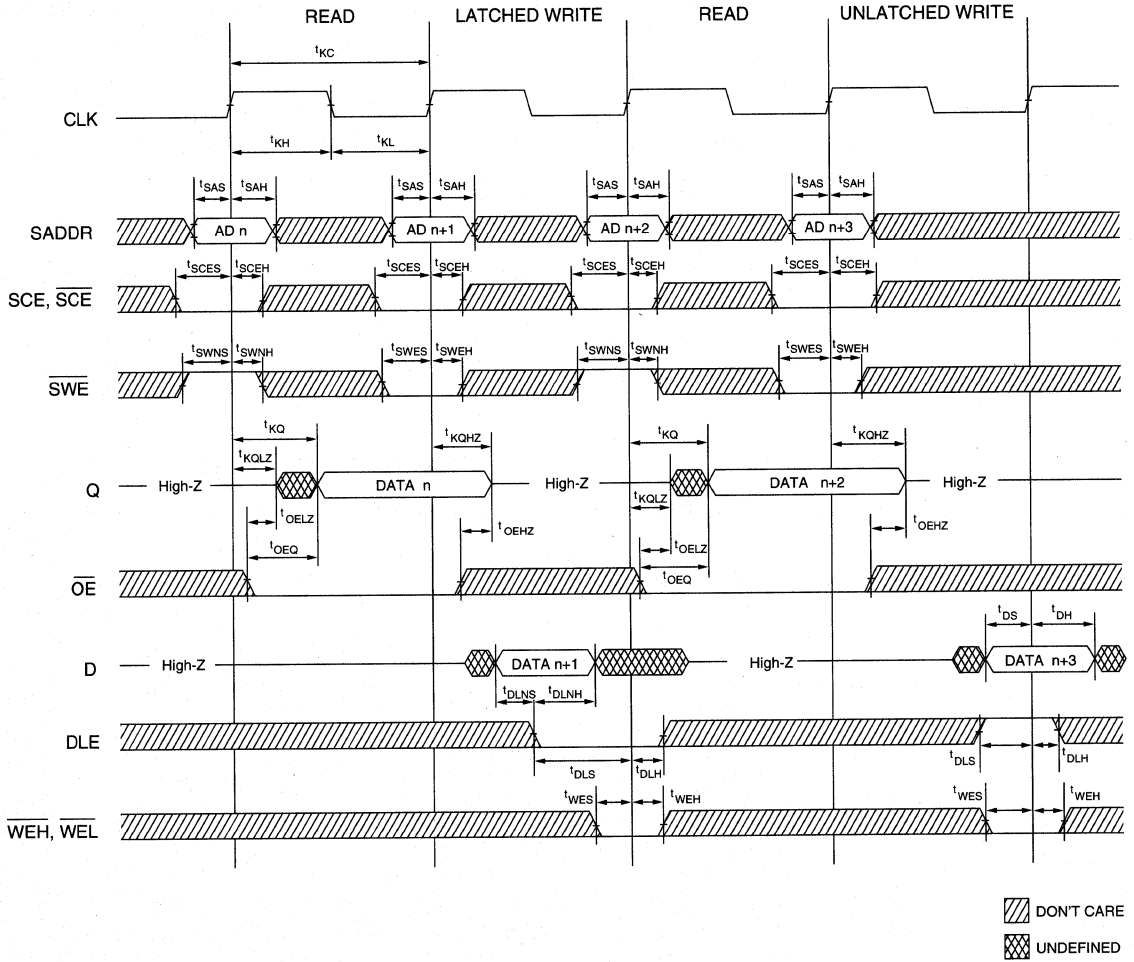 READ LATCHED WRITE READ UNLATCHED WRITE
tKC
CLK
tKH tKL
tSAS tSAH tSAS tSAH tSAS tSAH tSAS tSAH
SADDR AD n AD n+1 AD n+2 AD n+3
tSCES tSCEH tSCES tSCEH tSCES tSCEH tSCES tSCEH
SCE, SCE
tSWNS tSWNH tSWES tSWEH tSWNS tSWNH tSWES tSWEH
SWE
tKQ tKQHZ tKQ tKQHZ
tKQLZ
Q High-Z DATA n High-Z DATA n+2 High-Z
tKQLZ
tOELZ tOEHZ tOELZ tOEHZ
tOEQ tOEQ
OE
tDS tDH
D High-Z DATA n+1 High-Z DATA n+3
tDLNS tDLNH
DLE
tDLS tDLH tDLS tDLH
tWES tWEH tWES tWEH
WEH, WEL
DON'T CARE
UNDEFINED